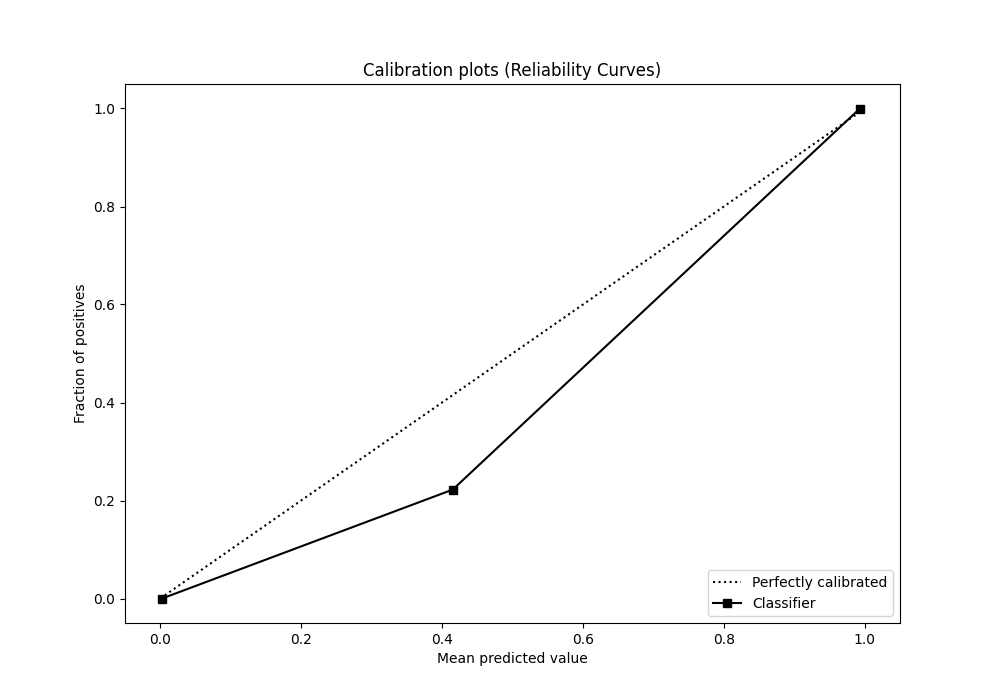 Calibration plots (Reliability Curves)
1.0
0.8
0.6
0.4
0.2
0.0
Fraction of positives
Perfectly calibrated
Classifier
0.0 0.2 0.4 0.6 0.8 1.0
Mean predicted value